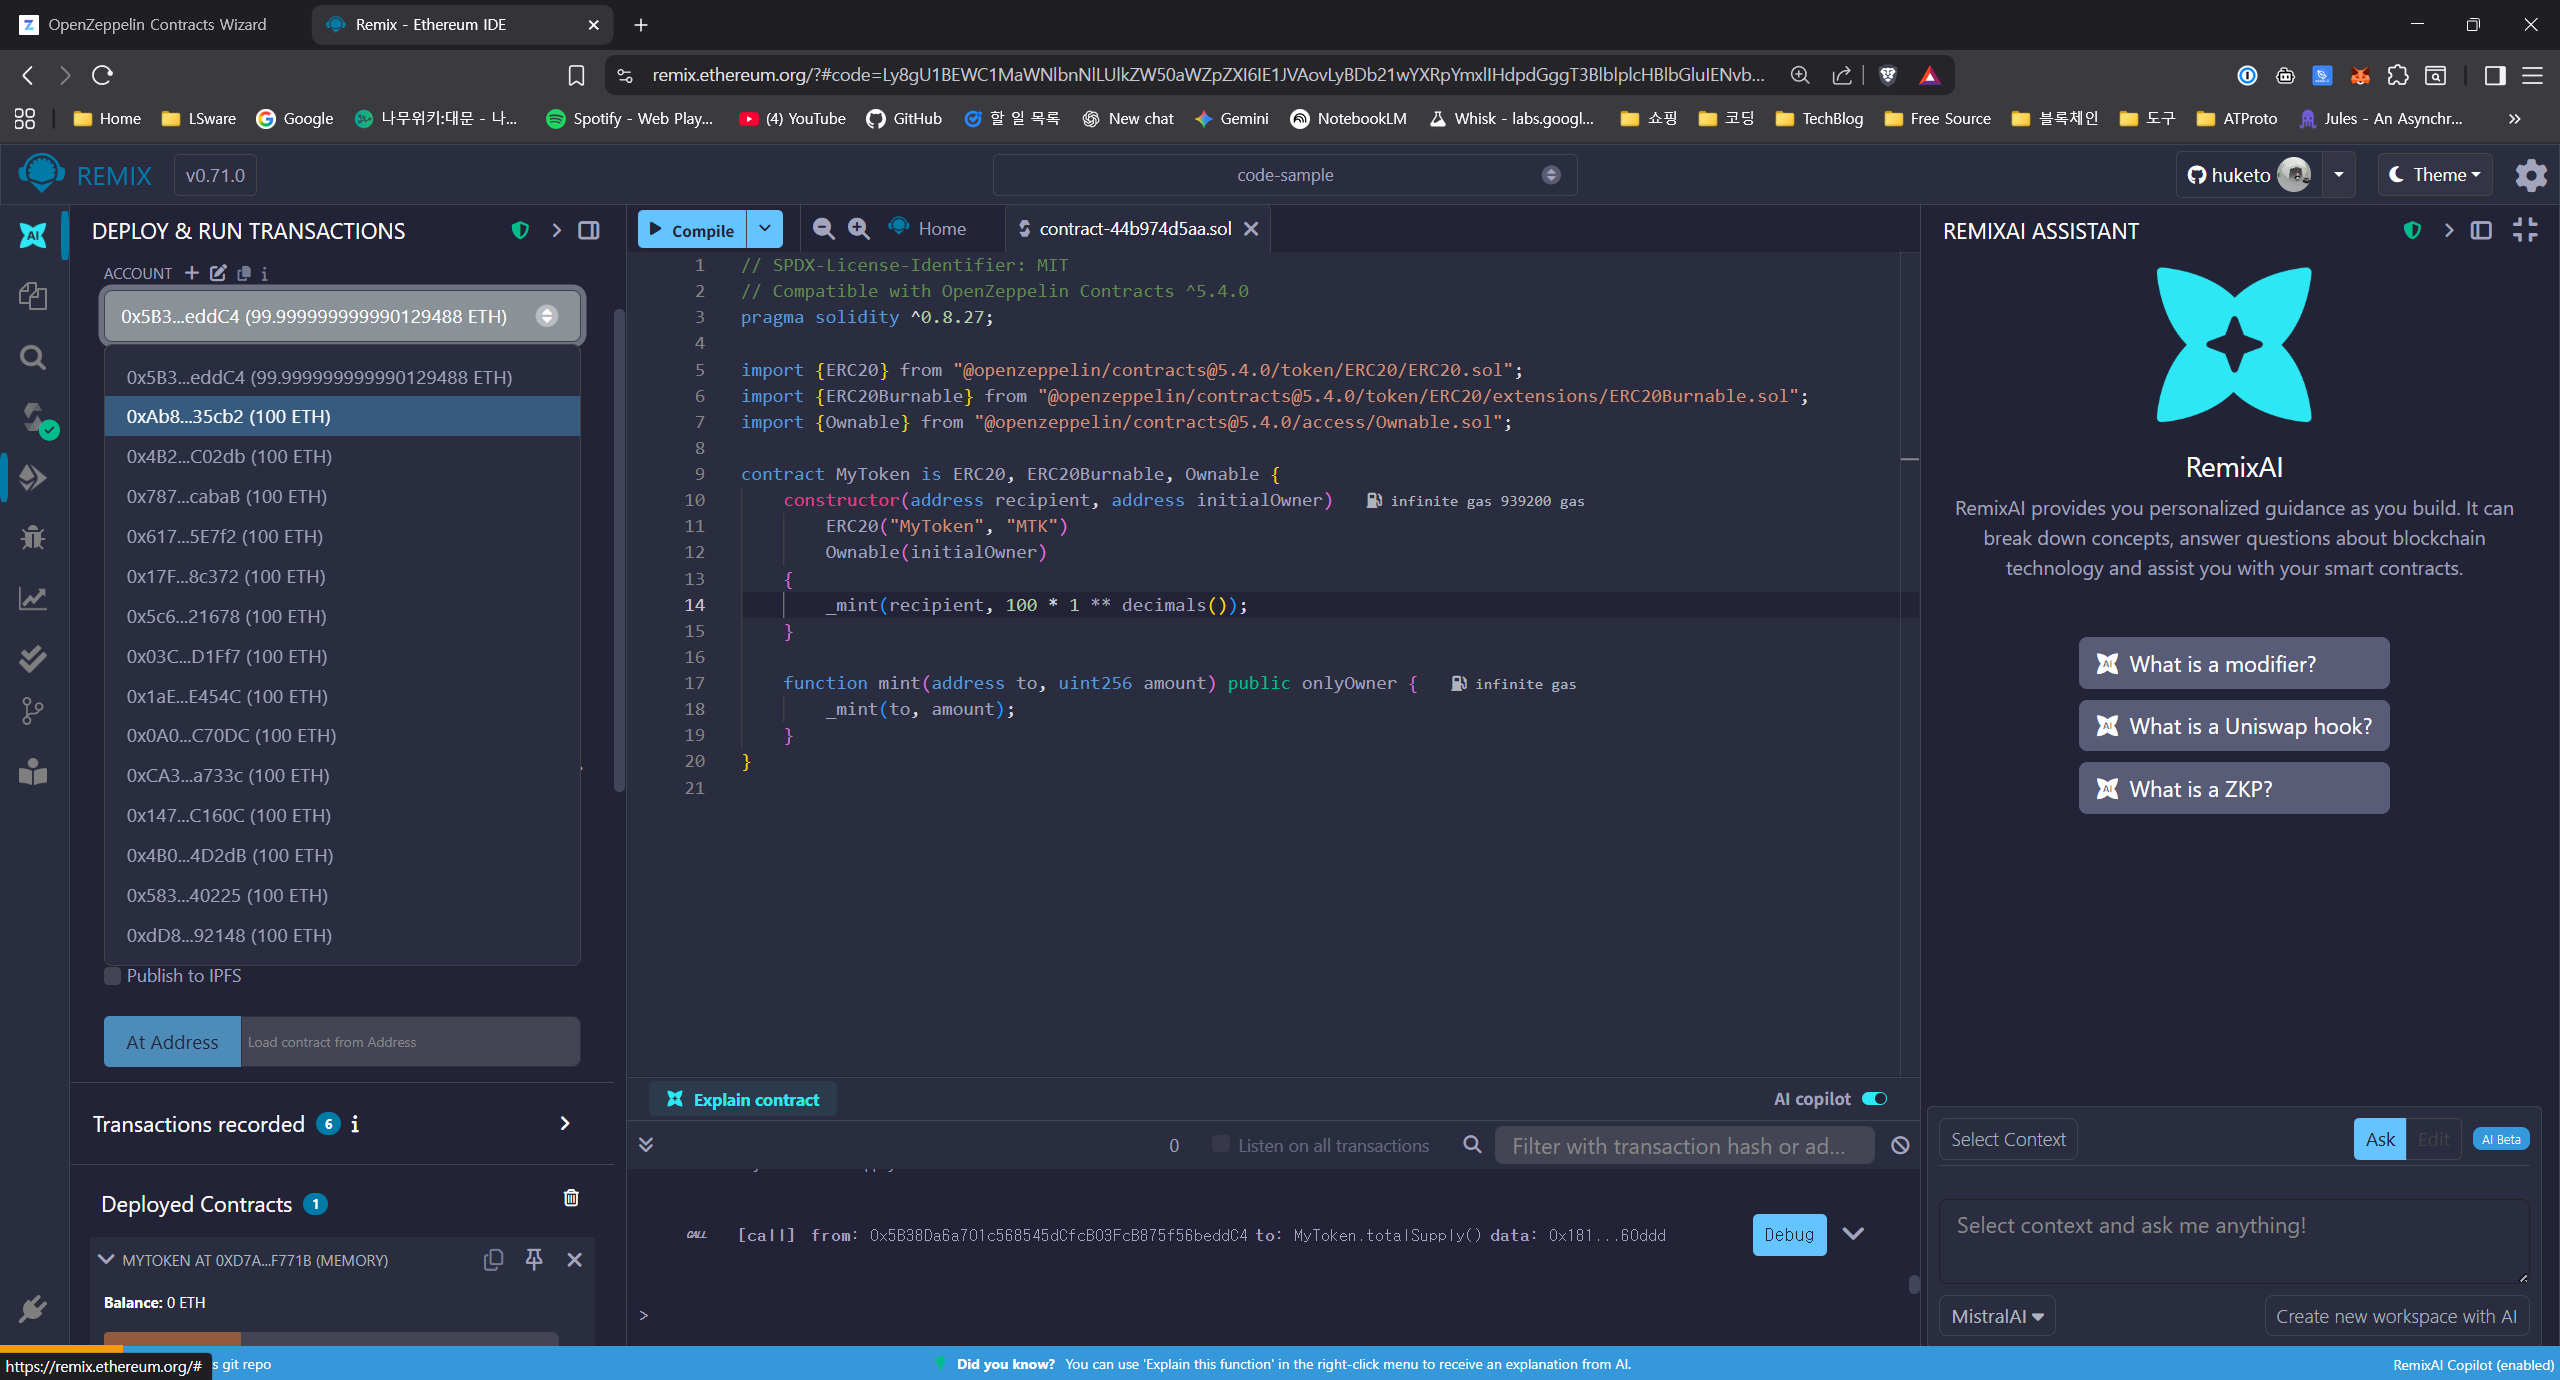 OpenZeppelin Contracts Wizard
Remix - Ethereum IDE
remix.ethereum.org/?#code=Ly8gU1BEWC1MaWNlbnNlLUlkZW50aWZpZXI6IE1JVAovLyBDb21wYXRpYmxlIHdpdGggT3BlblplcHBlbGluIENvb...
Home
LSware
Google
나무위키:대문 - 나...
Spotify - Web Play...
(4) YouTube
GitHub
할 일 목록
New chat
Gemini
NotebookLM
Whisk - labs.googl...
쇼핑
코딩
TechBlog
Free Source
블록체인
도구
ATProto
Jules - An Asynchr...
REMIX
v0.71.0
code-sample
huketo
Theme
DEPLOY & RUN TRANSACTIONS
ACCOUNT
0x5B3...eddC4 (99.999999999990129488 ETH)
0x5B3...eddC4 (99.999999999990129488 ETH)
0xAb8...35cb2 (100 ETH)
0x4B2...C02db (100 ETH)
0x787...cabaB (100 ETH)
0x617...5E7f2 (100 ETH)
0x17F...8c372 (100 ETH)
0x5c6...21678 (100 ETH)
0x03C...D1Ff7 (100 ETH)
0x1aE...E454C (100 ETH)
0x0A0...C70DC (100 ETH)
0xCA3...a733c (100 ETH)
0x147...C160C (100 ETH)
0x4B0...4D2dB (100 ETH)
0x583...40225 (100 ETH)
0xdD8...92148 (100 ETH)
Publish to IPFS
At Address
Load contract from Address
Transactions recorded 6 i
Deployed Contracts 1
MYTOKEN AT 0XD7A...F771B (MEMORY)
Balance: 0 ETH
Compile
Home
contract-44b974d5aa.sol
1 // SPDX-License-Identifier: MIT
2 // Compatible with OpenZeppelin Contracts ^5.4.0
3 pragma solidity ^0.8.27;
4
5 import {ERC20} from "@openzeppelin/contracts@5.4.0/token/ERC20/ERC20.sol";
6 import {ERC20Burnable} from "@openzeppelin/contracts@5.4.0/token/ERC20/extensions/ERC20Burnable.sol";
7 import {Ownable} from "@openzeppelin/contracts@5.4.0/access/Ownable.sol";
8
9 contract MyToken is ERC20, ERC20Burnable, Ownable {
10 constructor(address recipient, address initialOwner) infinite gas 939200 gas
11 ERC20("MyToken", "MTK")
12 Ownable(initialOwner)
13 {
14 _mint(recipient, 100 * 1 ** decimals());
15 }
16
17 function mint(address to, uint256 amount) public onlyOwner { infinite gas
18 _mint(to, amount);
19 }
20 }
21
Explain contract
AI copilot
0
Listen on all transactions
Filter with transaction hash or ad...
CALL [call] from: 0x5B38Da6a701c568545dCfcB03FcB875f56beddC4 to: MyToken.totalSupply() data: 0x181...60ddd
Debug
>
REMIXAI ASSISTANT
RemixAI
RemixAI provides you personalized guidance as you build. It can
break down concepts, answer questions about blockchain
technology and assist you with your smart contracts.
AI What is a modifier?
AI What is a Uniswap hook?
AI What is a ZKP?
Select Context
Ask
Edit
AI Beta
Select context and ask me anything!
MistralAI
Create new workspace with AI
https://remix.ethereum.org/#
s git repo
Did you know? You can use 'Explain this function' in the right-click menu to receive an explanation from AI.
RemixAI Copilot (enabled)